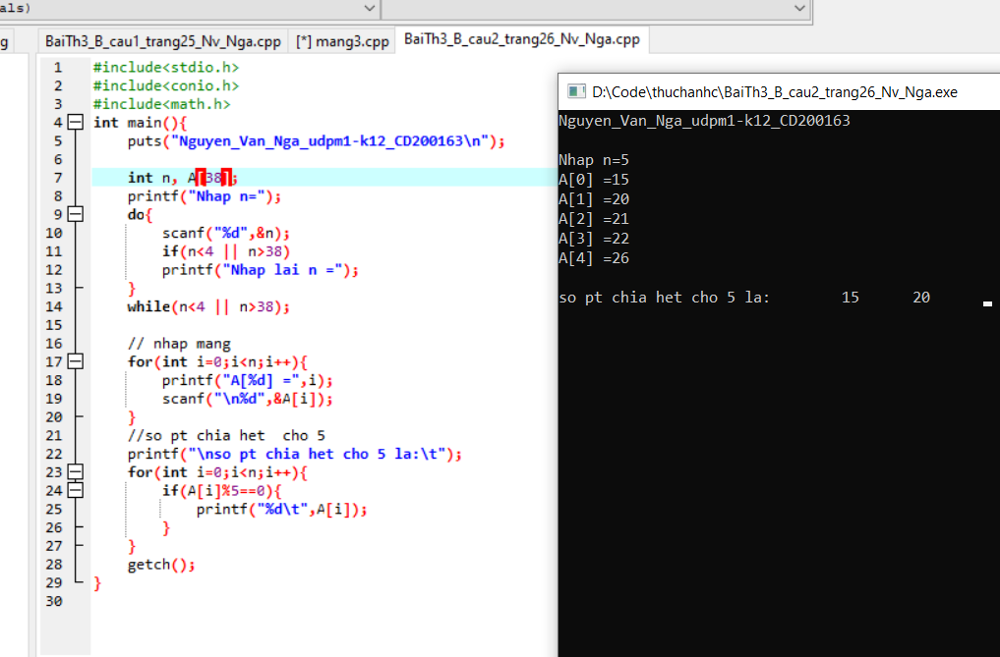 als)
g BaiTh3_B_cau1_trang25_Nv_Nga.cpp [*] mang3.cpp BaiTh3_B_cau2_trang26_Nv_Nga.cpp
1 #include<stdio.h>
2 #include<conio.h>
3 #include<math.h>
4 int main(){
5 puts("Nguyen_Van_Nga_udpm1-k12_CD200163\n");
6
7 int n, A[38];
8 printf("Nhap n=");
9 do{
10 scanf("%d",&n);
11 if(n<4 || n>38)
12 printf("Nhap lai n =");
13 }
14 while(n<4 || n>38);
15
16 // nhap mang
17 for(int i=0;i<n;i++){
18 printf("A[%d] =",i);
19 scanf("\n%d",&A[i]);
20 }
21 //so pt chia het  cho 5
22 printf("\nso pt chia het cho 5 la:\t");
23 for(int i=0;i<n;i++){
24 if(A[i]%5==0){
25 printf("%d\t",A[i]);
26 }
27 }
28 getch();
29 }
30
D:\Code\thuchanhc\BaiTh3_B_cau2_trang26_Nv_Nga.exe
Nguyen_Van_Nga_udpm1-k12_CD200163
Nhap n=5
A[0] =15
A[1] =20
A[2] =21
A[3] =22
A[4] =26
so pt chia het cho 5 la: 15 20